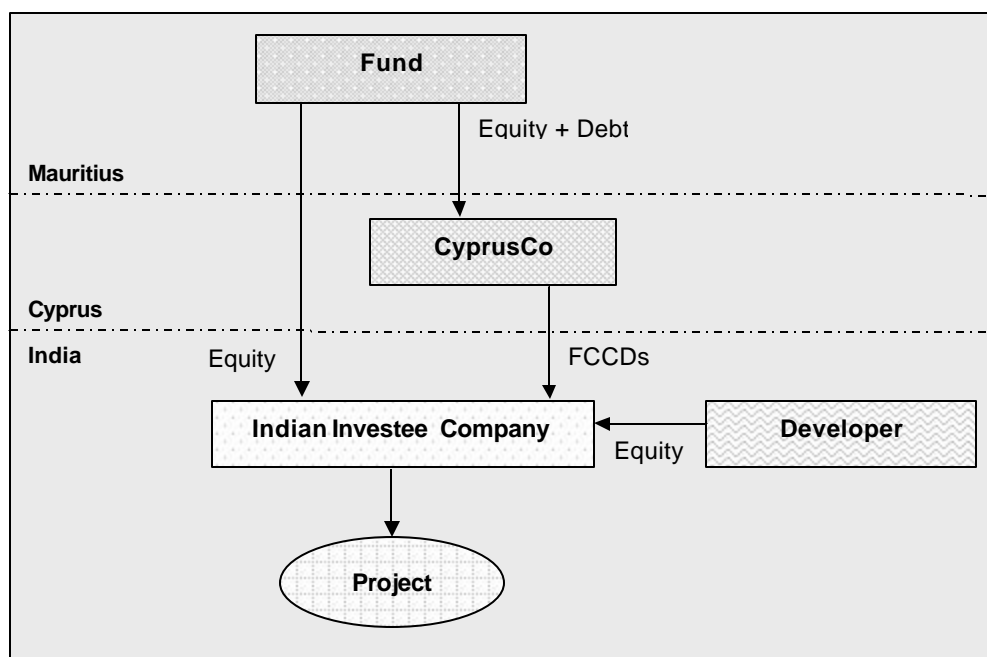 Fund
Equity + Debt
Mauritius
CyprusCo
Cyprus
India
Equity
FCCDs
Indian Investee Company
Developer
Equity
Project